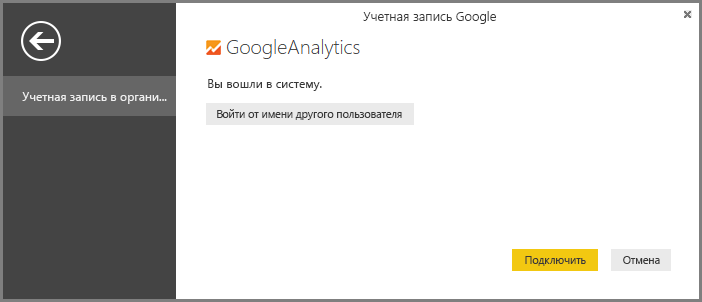 Учетная запись Google
GoogleAnalytics
Учетная запись в органи...
Вы вошли в систему.
Войти от имени другого пользователя
Подключить
Отмена